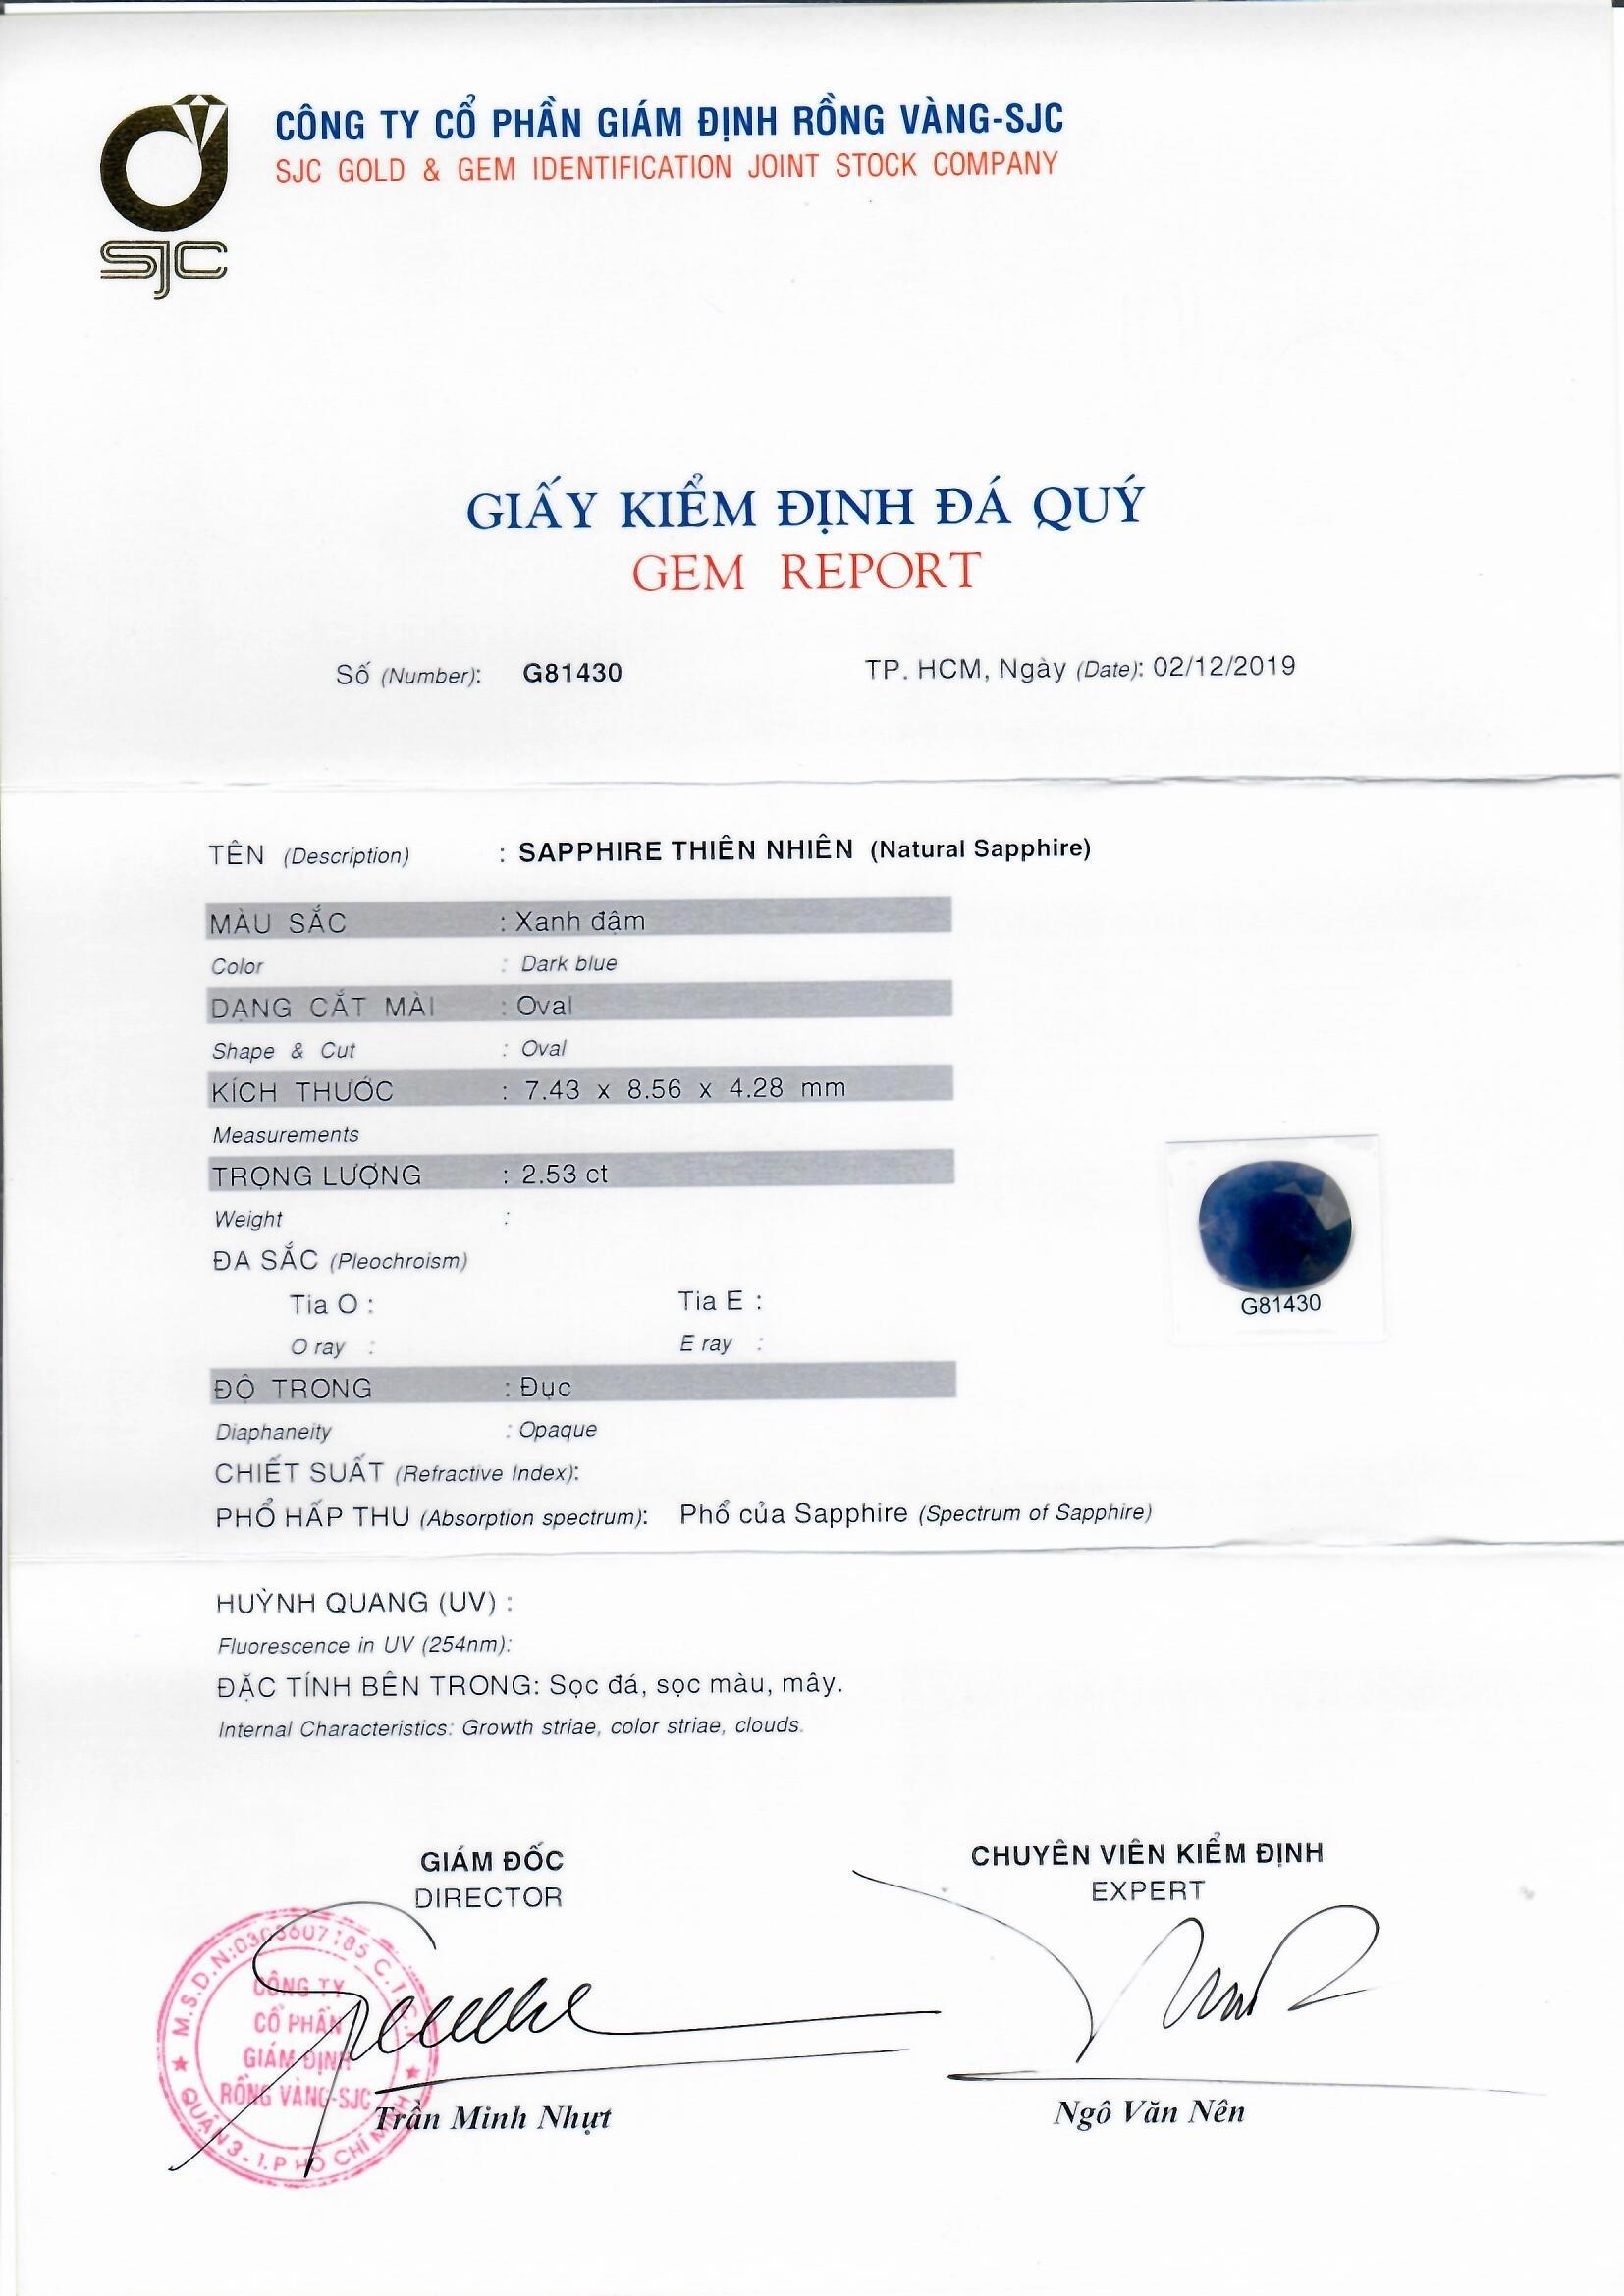 CÔNG TY CỔ PHẦN GIÁM ĐỊNH RỒNG VÀNG-SJC
SJC GOLD & GEM IDENTIFICATION JOINT STOCK COMPANY
SJC
GIẤY KIỂM ĐỊNH ĐÁ QUÝ
GEM REPORT
Số (Number): G81430 TP. HCM, Ngày (Date): 02/12/2019
TÊN (Description) : SAPPHIRE THIÊN NHIÊN (Natural Sapphire)
MÀU SẮC : Xanh đậm
Color : Dark blue
DẠNG CẮT MÀI : Oval
Shape & Cut : Oval
KÍCH THƯỚC : 7.43 x 8.56 x 4.28 mm
Measurements
TRỌNG LƯỢNG : 2.53 ct
Weight :
ĐA SẮC (Pleochroism)
Tia O : Tia E :
O ray : E ray :
G81430
ĐỘ TRONG : Đục
Diaphaneity : Opaque
CHIẾT SUẤT (Refractive Index):
PHỔ HẤP THU (Absorption spectrum): Phổ của Sapphire (Spectrum of Sapphire)
HUỲNH QUANG (UV) :
Fluorescence in UV (254nm):
ĐẶC TÍNH BÊN TRONG: Sọc đá, sọc màu, mây.
Internal Characteristics: Growth striae, color striae, clouds.
GIÁM ĐỐC
DIRECTOR
CHUYÊN VIÊN KIỂM ĐỊNH
EXPERT
M.S.D.N:0303607185
CÔNG TY
CỔ PHẦN
GIÁM ĐỊNH
RỒNG VÀNG-SJC
QUẬN 3 - T.P HỒ CHÍ MINH
Trần Minh Nhựt
Ngô Văn Nên